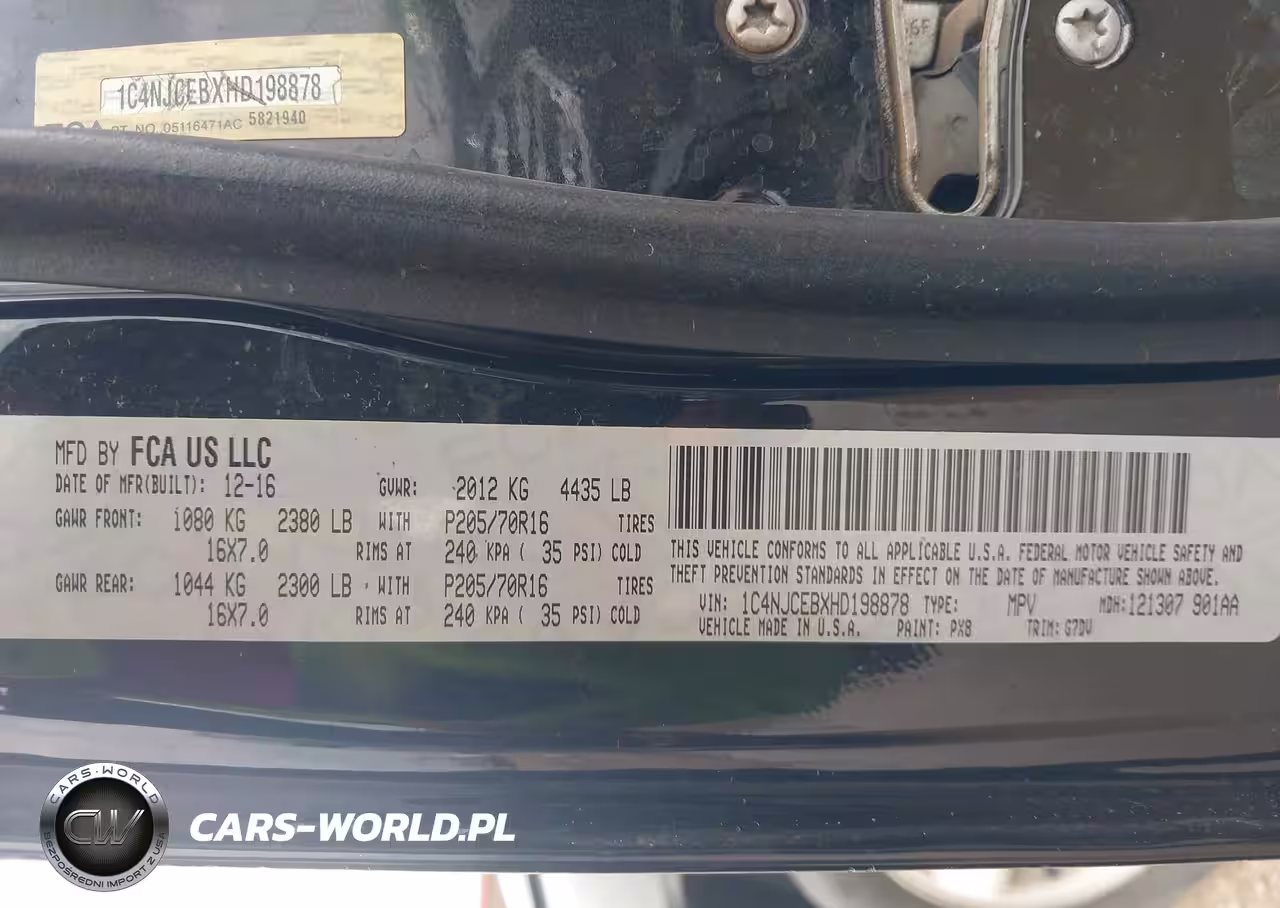 1C4NJCEBXHD198878
PT. NO. 05116471AC 5821940
MFD BY FCA US LLC
DATE OF MFR(BUILT): 12-16 GVWR: 2012 KG 4435 LB
GAWR FRONT: 1080 KG 2380 LB WITH P205/70R16 TIRES
16X7.0 RIMS AT 240 KPA ( 35 PSI) COLD
GAWR REAR: 1044 KG 2300 LB WITH P205/70R16 TIRES
16X7.0 RIMS AT 240 KPA ( 35 PSI) COLD
THIS VEHICLE CONFORMS TO ALL APPLICABLE U.S.A. FEDERAL MOTOR VEHICLE SAFETY AND
THEFT PREVENTION STANDARDS IN EFFECT ON THE DATE OF MANUFACTURE SHOWN ABOVE.
VIN: 1C4NJCEBXHD198878 TYPE: MPV MDH:121307 901AA
VEHICLE MADE IN U.S.A. PAINT: PX8 TRIM: G7DV
CARS-WORLD
CW
BEZPOŚREDNI IMPORT Z USA
CARS-WORLD.PL